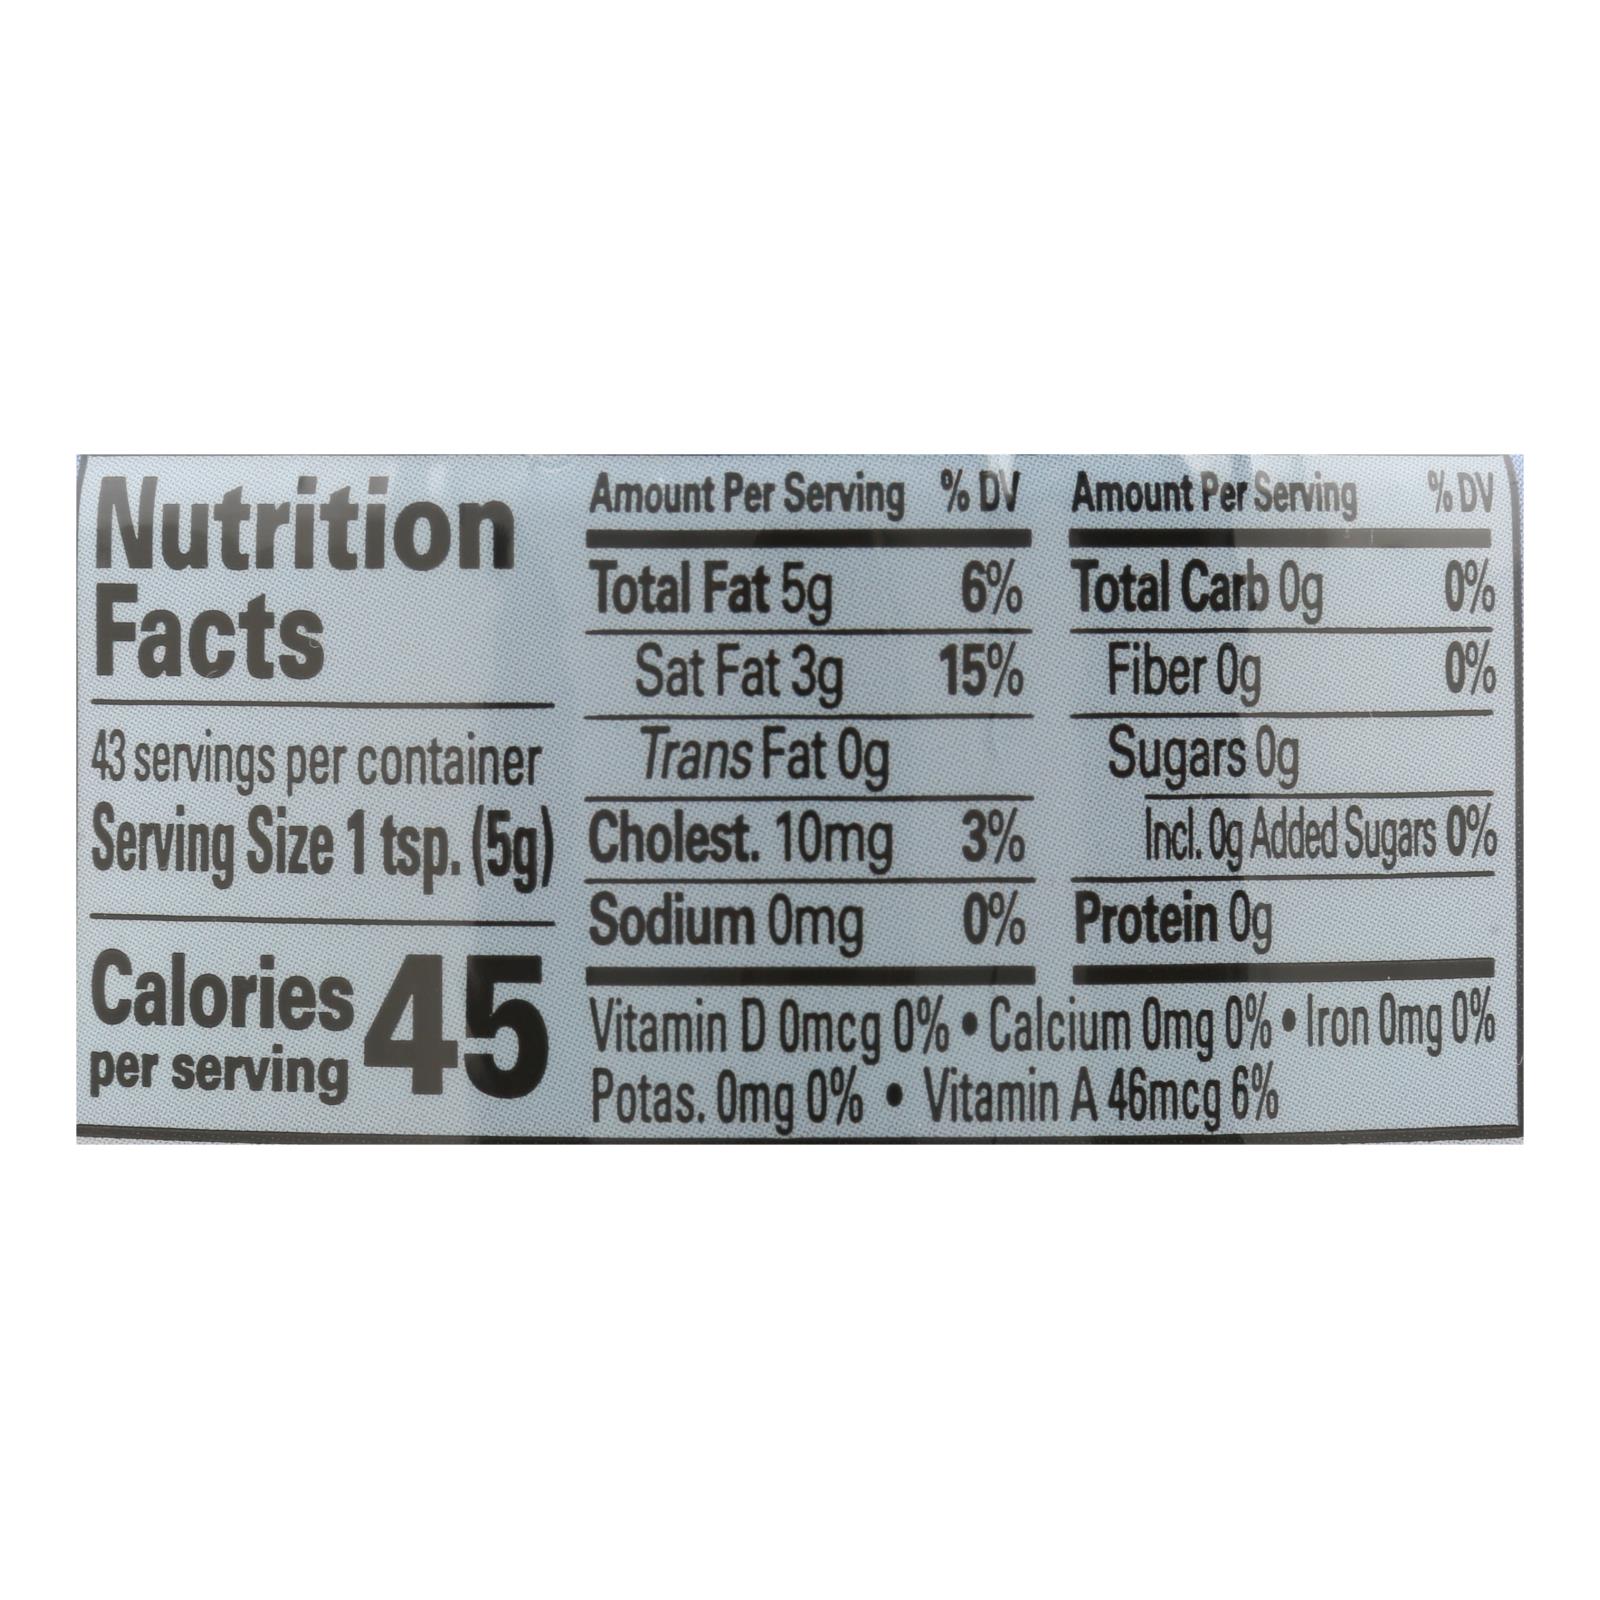 Nutrition
Facts
43 servings per container
Serving Size 1 tsp. (5g)
Calories 45
per serving
Amount Per Serving % DV
Total Fat 5g 6%
Sat Fat 3g 15%
Trans Fat 0g
Cholest. 10mg 3%
Sodium 0mg 0%
Amount Per Serving % DV
Total Carb 0g 0%
Fiber 0g 0%
Sugars 0g
Incl. 0g Added Sugars 0%
Protein 0g
Vitamin D 0mcg 0% • Calcium 0mg 0% • Iron 0mg 0%
Potas. 0mg 0% • Vitamin A 46mcg 6%